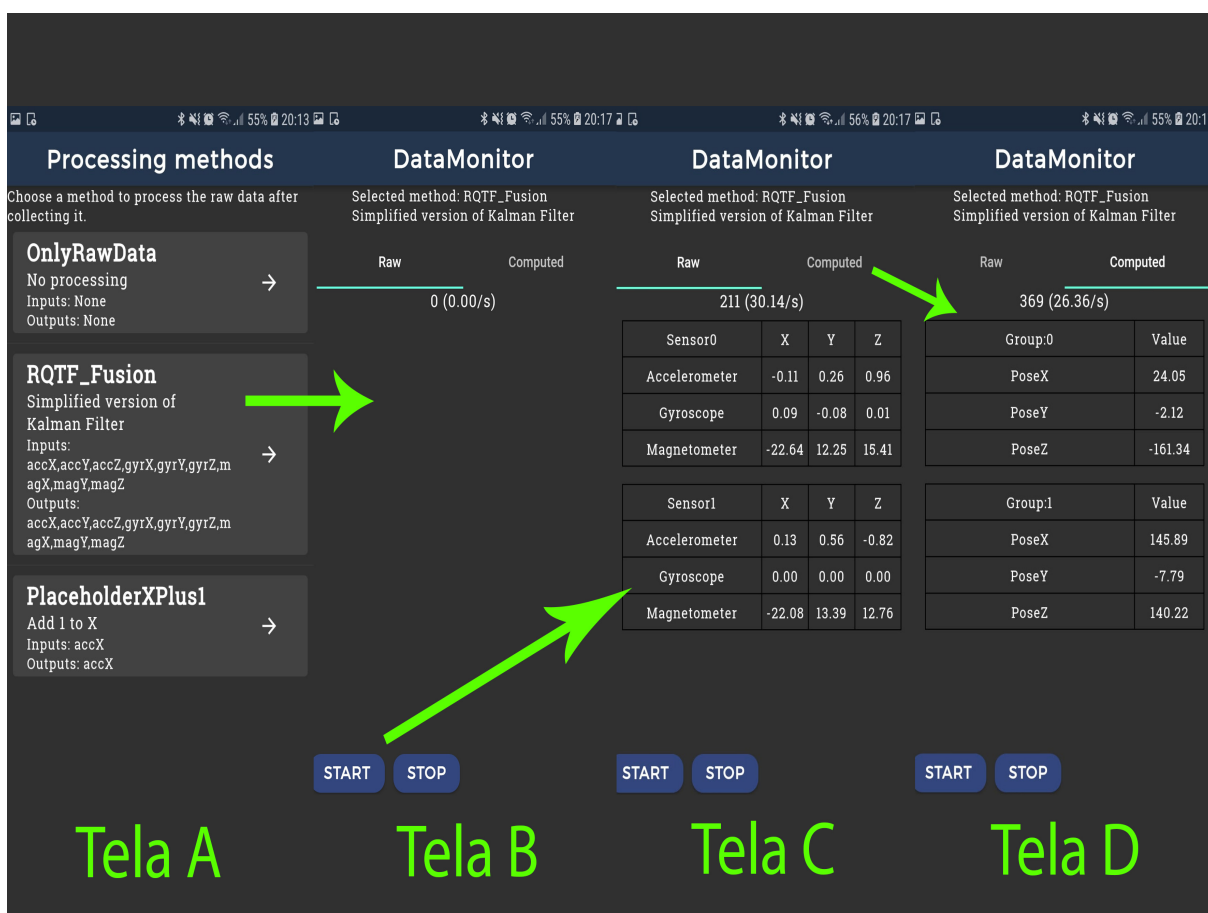 55% 20:13
Processing methods
Choose a method to process the raw data after
collecting it.
OnlyRawData
No processing
Inputs: None
Outputs: None
RQTF_Fusion
Simplified version of
Kalman Filter
Inputs:
accX,accY,accZ,gyrX,gyrY,gyrZ,m
agX,magY,magZ
Outputs:
accX,accY,accZ,gyrX,gyrY,gyrZ,m
agX,magY,magZ
PlaceholderXPlus1
Add 1 to X
Inputs: accX
Outputs: accX
Tela A
55% 20:17
DataMonitor
Selected method: RQTF_Fusion
Simplified version of Kalman Filter
Raw Computed
0 (0.00/s)
START STOP
Tela B
56% 20:17
DataMonitor
Selected method: RQTF_Fusion
Simplified version of Kalman Filter
Raw Computed
211 (30.14/s)
Sensor0 X Y Z
Accelerometer -0.11 0.26 0.96
Gyroscope 0.09 -0.08 0.01
Magnetometer -22.64 12.25 15.41
Sensor1 X Y Z
Accelerometer 0.13 0.56 -0.82
Gyroscope 0.00 0.00 0.00
Magnetometer -22.08 13.39 12.76
START STOP
Tela C
55% 20:1
DataMonitor
Selected method: RQTF_Fusion
Simplified version of Kalman Filter
Raw Computed
369 (26.36/s)
Group:0 Value
PoseX 24.05
PoseY -2.12
PoseZ -161.34
Group:1 Value
PoseX 145.89
PoseY -7.79
PoseZ 140.22
START STOP
Tela D